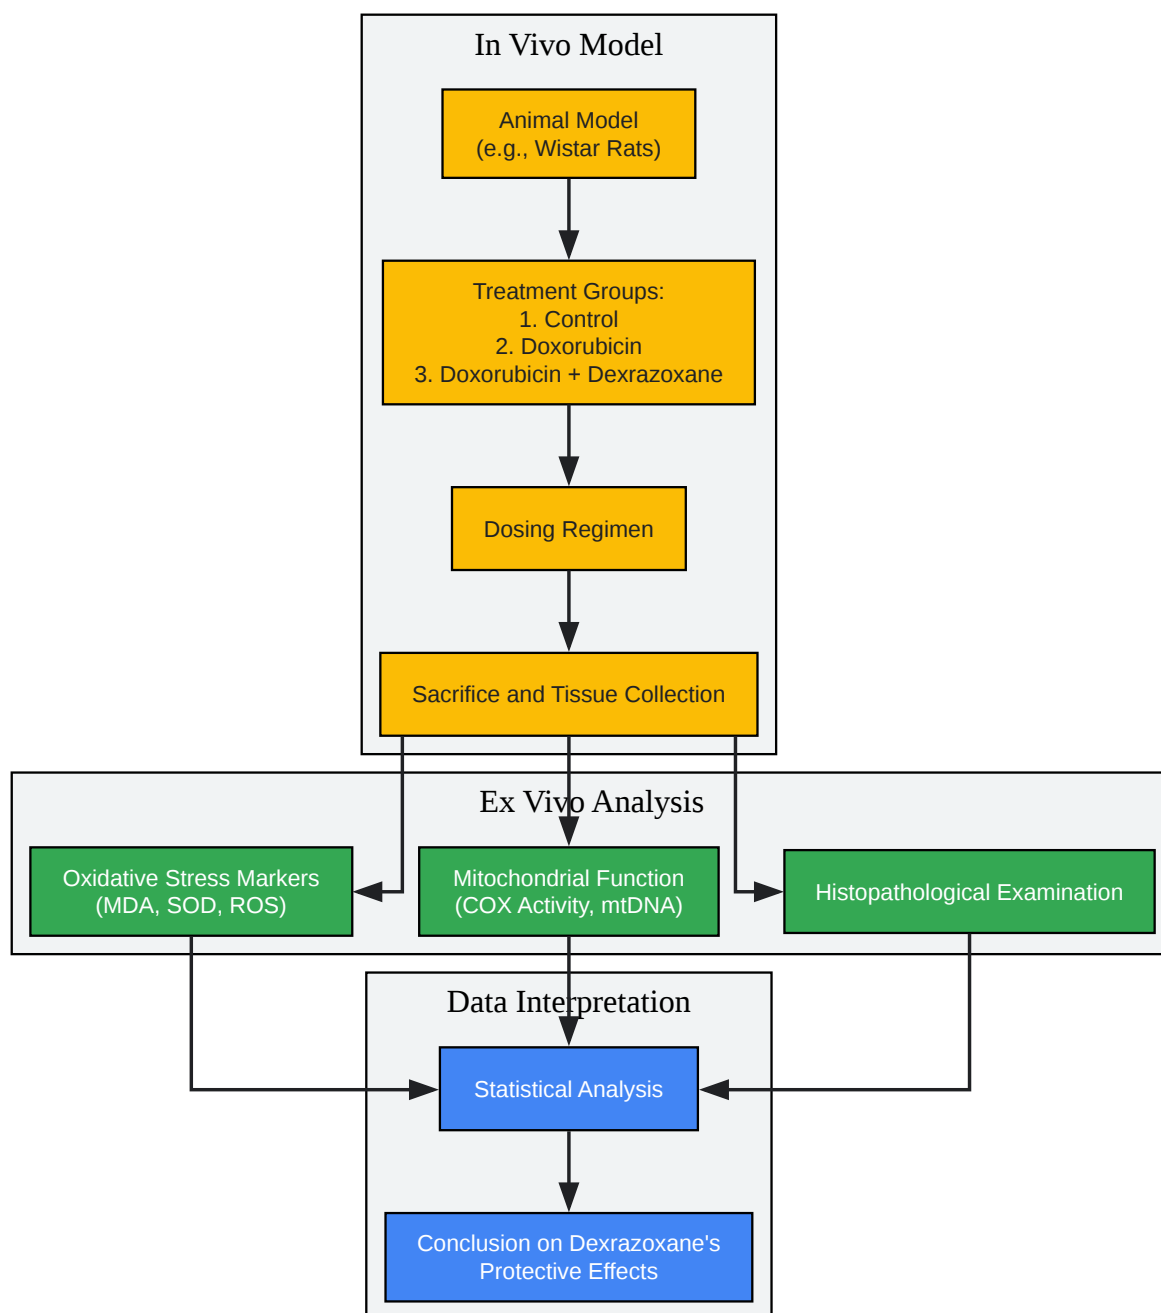 In Vivo Model
Animal Model
(e.g., Wistar Rats)
Treatment Groups:
1. Control
2. Doxorubicin
3. Doxorubicin + Dexrazoxane
Dosing Regimen
Sacrifice and Tissue Collection
Ex Vivo Analysis
Oxidative Stress Markers
(MDA, SOD, ROS)
Mitochondrial Function
(COX Activity, mtDNA)
Histopathological Examination
Data Interpretation
Statistical Analysis
Conclusion on Dexrazoxane's
Protective Effects